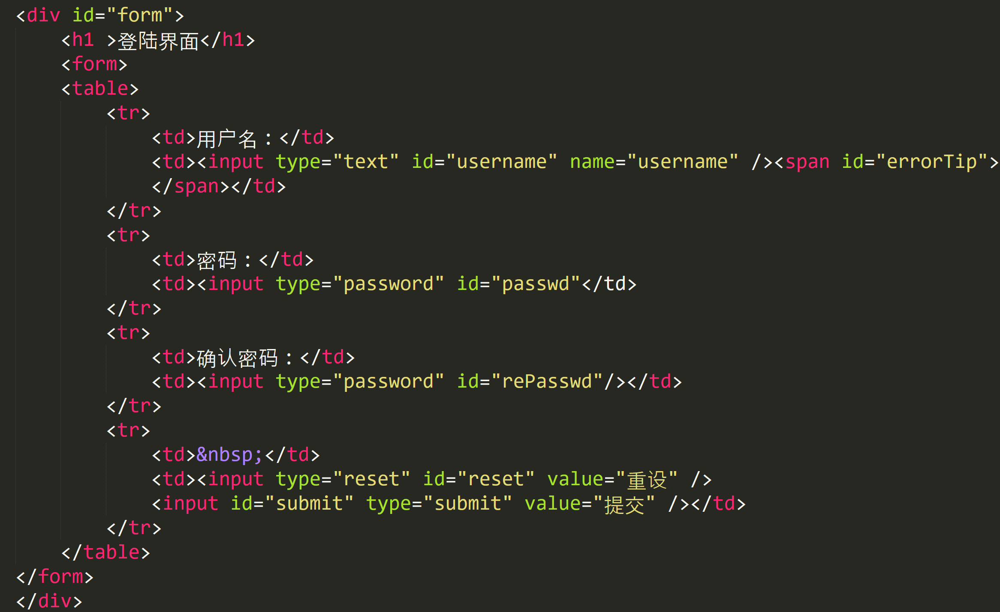 <div id="form">
<h1 >登陆界面</h1>
<form>
<table>
<tr>
<td>用户名：</td>
<td><input type="text" id="username" name="username" /><span id="errorTip">
</span></td>
</tr>
<tr>
<td>密码：</td>
<td><input type="password" id="passwd"</td>
</tr>
<tr>
<td>确认密码：</td>
<td><input type="password" id="rePasswd"/></td>
</tr>
<tr>
<td>&nbsp;</td>
<td><input type="reset" id="reset" value="重设" />
<input id="submit" type="submit" value="提交" /></td>
</tr>
</table>
</form>
</div>